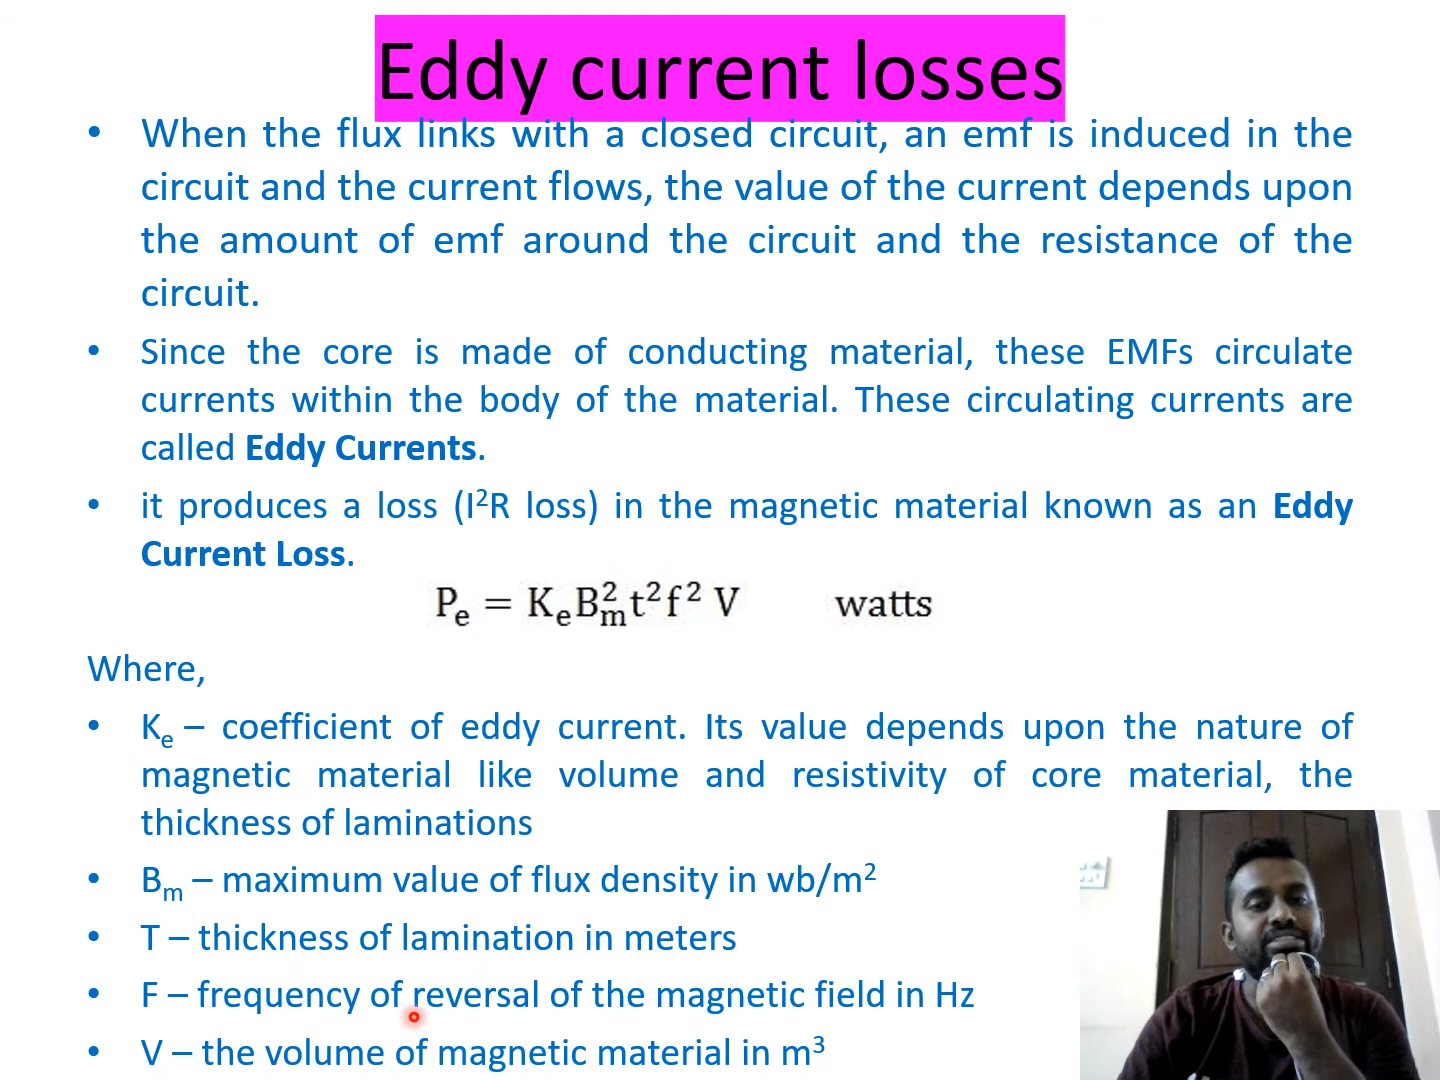 Eddy current losses
• When the flux links with a closed circuit, an emf is induced in the
circuit and the current flows, the value of the current depends upon
the amount of emf around the circuit and the resistance of the
circuit.
• Since the core is made of conducting material, these EMFs circulate
currents within the body of the material. These circulating currents are
called Eddy Currents.
• it produces a loss (I²R loss) in the magnetic material known as an Eddy
Current Loss.
Pₑ = KₑBₘ²t²f² V watts
Where,
• Kₑ – coefficient of eddy current. Its value depends upon the nature of
magnetic material like volume and resistivity of core material, the
thickness of laminations
• Bₘ – maximum value of flux density in wb/m²
• T – thickness of lamination in meters
• F – frequency of reversal of the magnetic field in Hz
• V – the volume of magnetic material in m³